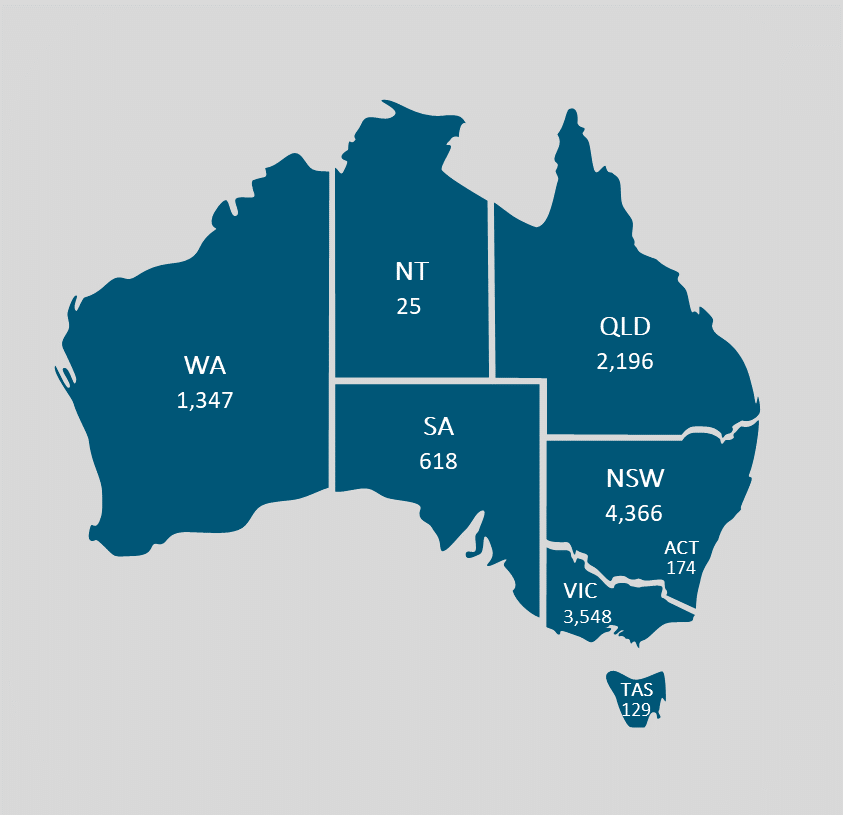 NT
25
QLD
2,196
WA
1,347
SA
618
NSW
4,366
ACT
174
VIC
3,548
TAS
129